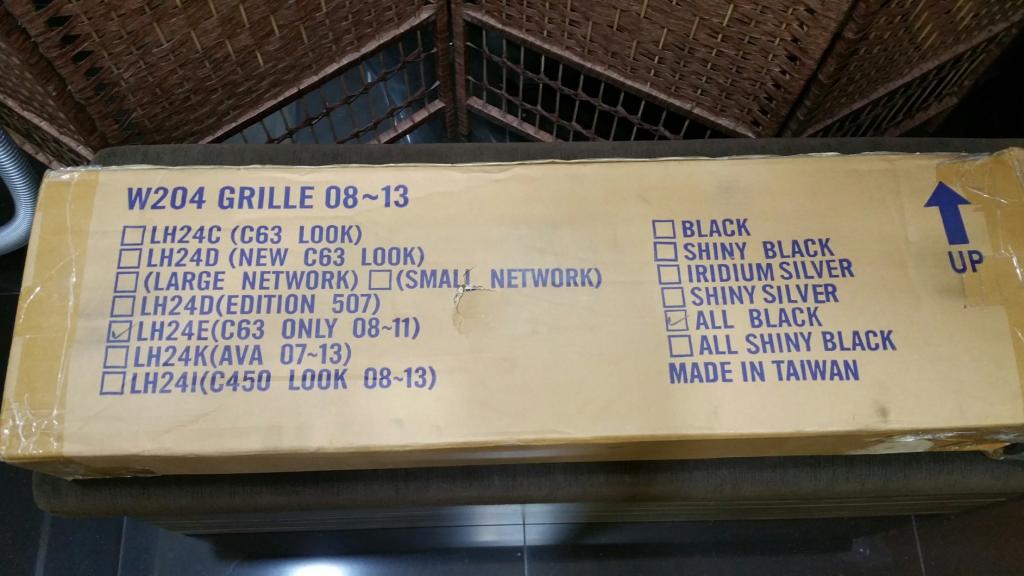 W204 GRILLE 08~13
LH24C (C63 LOOK)
LH24D (NEW C63 LOOK)
(LARGE NETWORK) (SMALL NETWORK)
LH24D(EDITION 507)
LH24E(C63 ONLY 08~11)
LH24K(AVA 07~13)
LH24I(C450 LOOK 08~13)
BLACK
SHINY BLACK
IRIDIUM SILVER
SHINY SILVER
ALL BLACK
ALL SHINY BLACK
MADE IN TAIWAN
UP